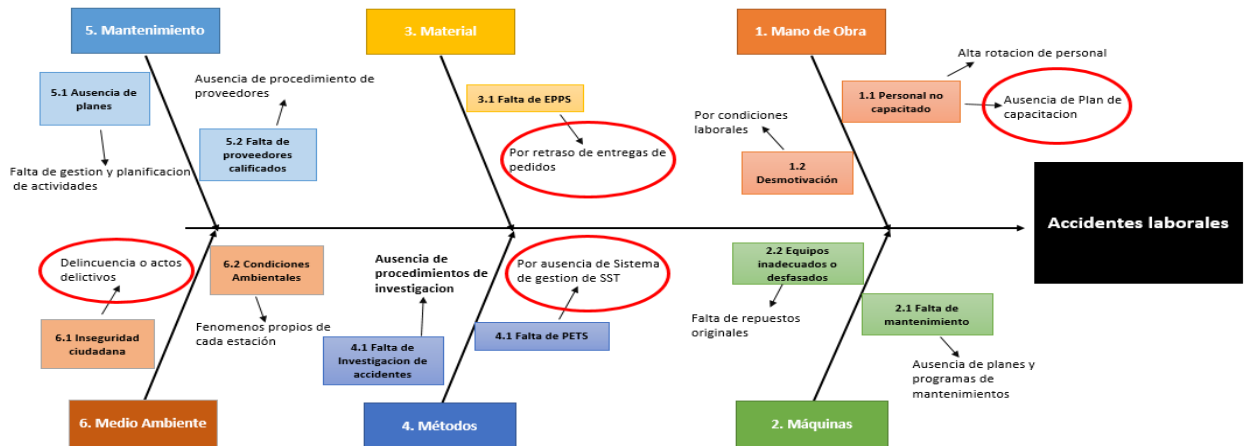 5. Mantenimiento
3. Material
1. Mano de Obra
5.1 Ausencia de
planes
Falta de gestion y planificacion
de actividades
Ausencia de procedimiento de
proveedores
5.2 Falta de
proveedores
calificados
3.1 Falta de EPPS
Por retraso de entregas de
pedidos
Alta rotacion de personal
1.1 Personal no
capacitado
Ausencia de Plan de
capacitacion
Por condiciones
laborales
1.2
Desmotivación
Accidentes laborales
Delincuencia o actos
delictivos
6.1 Inseguridad
ciudadana
6.2 Condiciones
Ambientales
Fenomenos propios de
cada estación
Ausencia de
procedimientos de
investigacion
4.1 Falta de
Investigacion de
accidentes
Por ausencia de Sistema
de gestion de SST
4.1 Falta de PETS
2.2 Equipos
inadecuados o
desfasados
Falta de repuestos
originales
2.1 Falta de
mantenimiento
Ausencia de planes y
programas de
mantenimientos
6. Medio Ambiente
4. Métodos
2. Máquinas